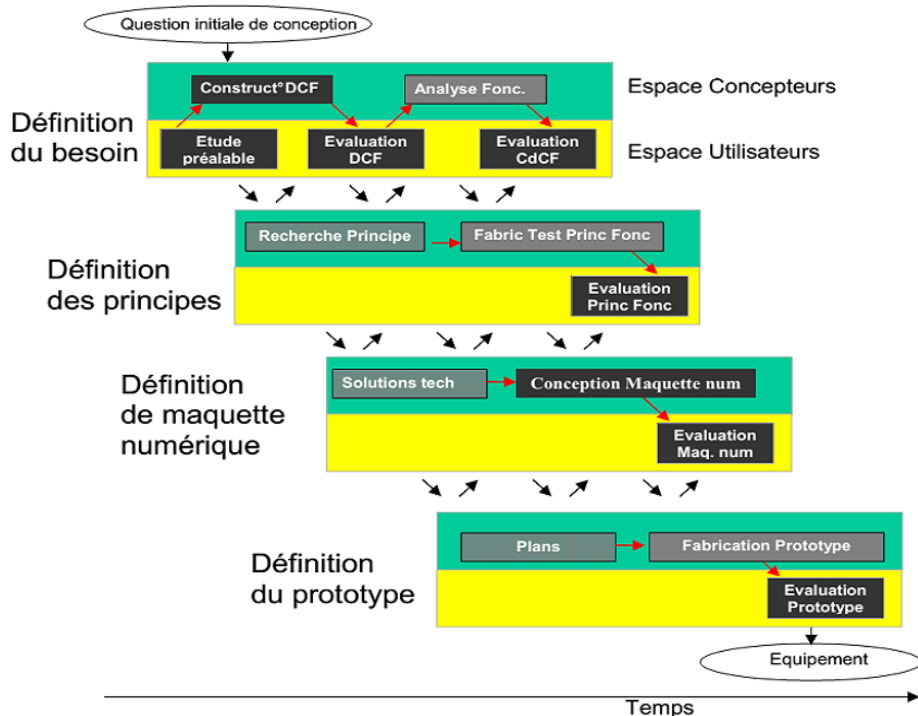 Question initiale de conception
Construct° DCF
Analyse Fonc.
Espace Concepteurs
Définition
du besoin
Etude
préalable
Evaluation
DCF
Evaluation
CdCF
Espace Utilisateurs
Recherche Principe
Fabric Test Princ Fonc
Définition
des principes
Evaluation
Princ Fonc
Solutions tech
Conception Maquette num
Définition
de maquette
numérique
Evaluation
Maq. num
Plans
Fabrication Prototype
Définition
du prototype
Evaluation
Prototype
Equipement
Temps